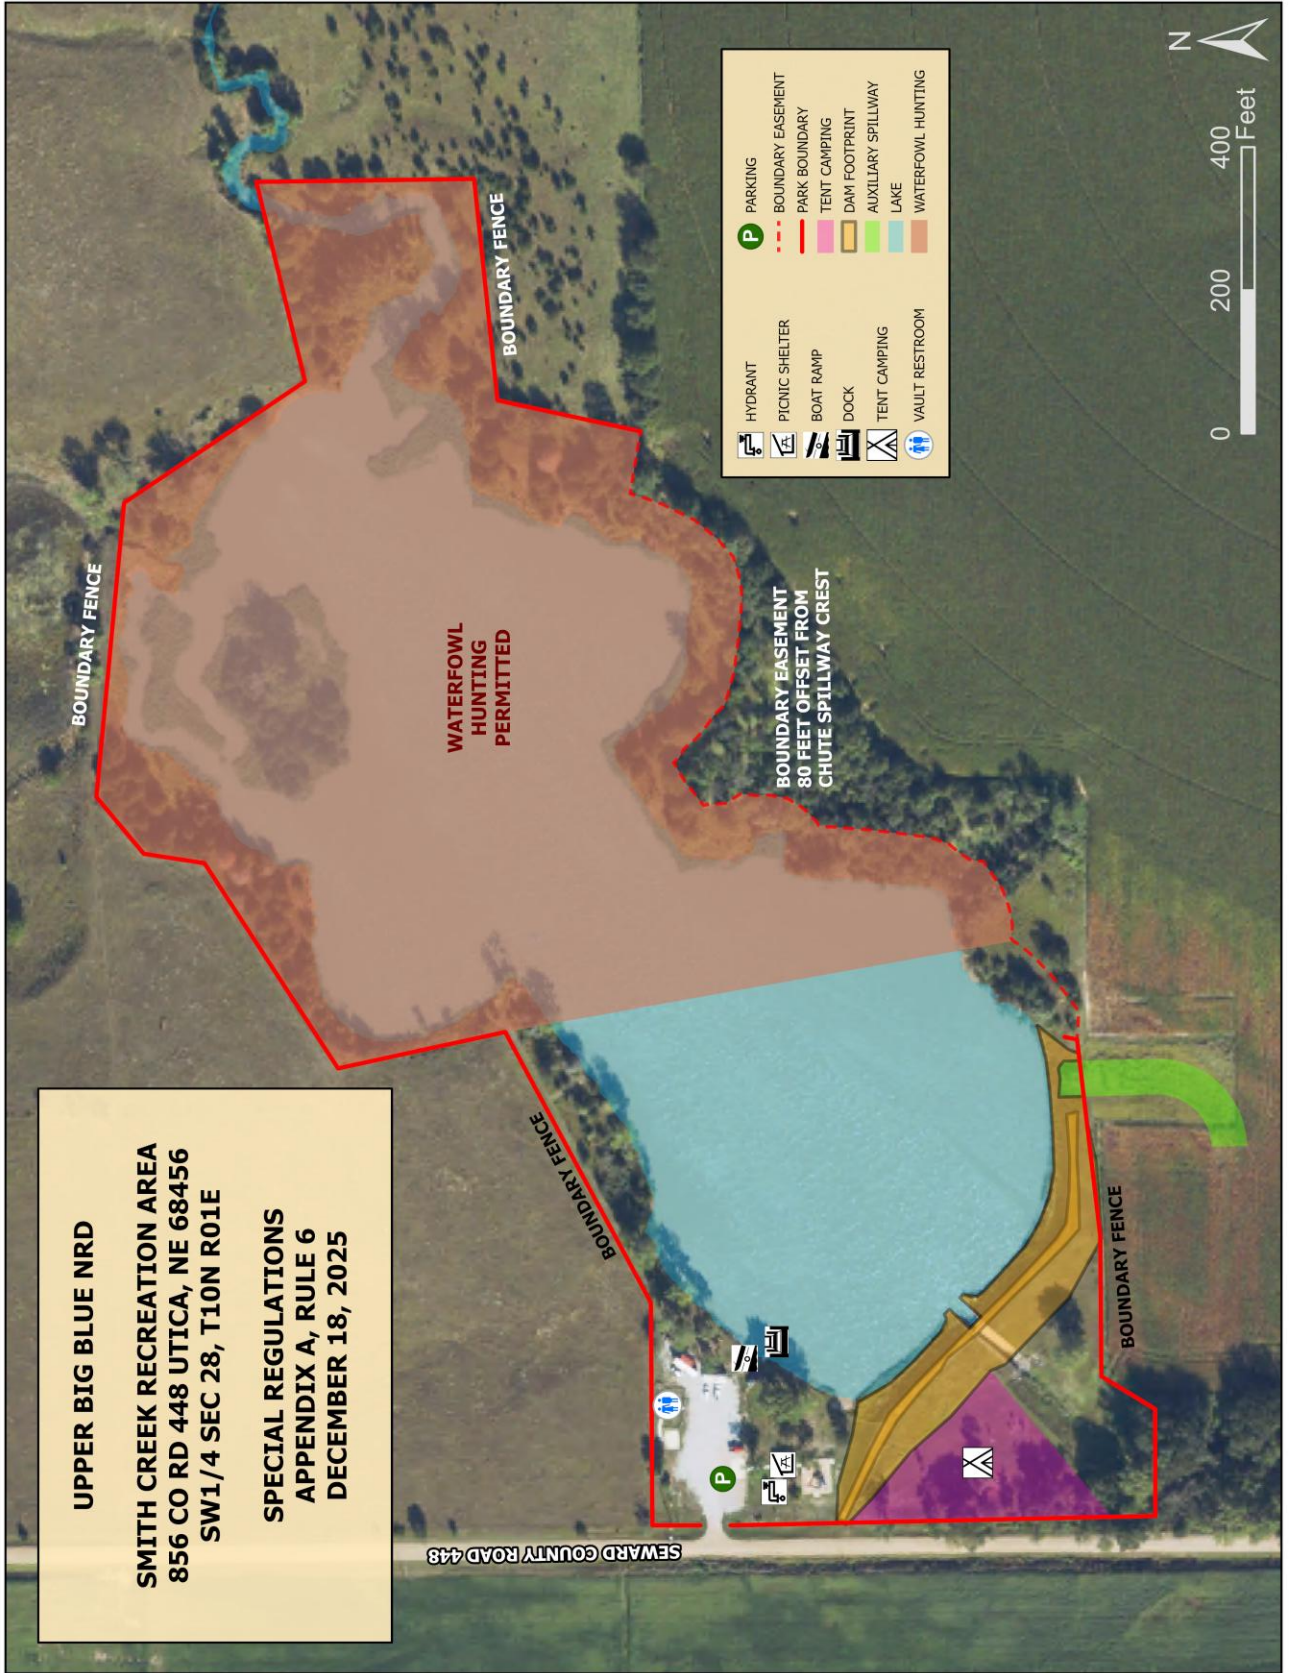 UPPER BIG BLUE NRD
SMITH CREEK RECREATION AREA
856 CO RD 448 UTICA, NE 68456
SW1/4 SEC 28, T10N R01E
SPECIAL REGULATIONS
APPENDIX A, RULE 6
DECEMBER 18, 2025
BOUNDARY FENCE
BOUNDARY FENCE
WATERFOWL
HUNTING
PERMITTED
BOUNDARY FENCE
BOUNDARY EASEMENT
80 FEET OFFSET FROM
CHUTE SPILLWAY CREST
BOUNDARY FENCE
SEWARD COUNTY ROAD 448
P
HYDRANT
PICNIC SHELTER
BOAT RAMP
DOCK
TENT CAMPING
VAULT RESTROOM
P PARKING
BOUNDARY EASEMENT
PARK BOUNDARY
TENT CAMPING
DAM FOOTPRINT
AUXILIARY SPILLWAY
LAKE
WATERFOWL HUNTING
0 200 400
Feet
N